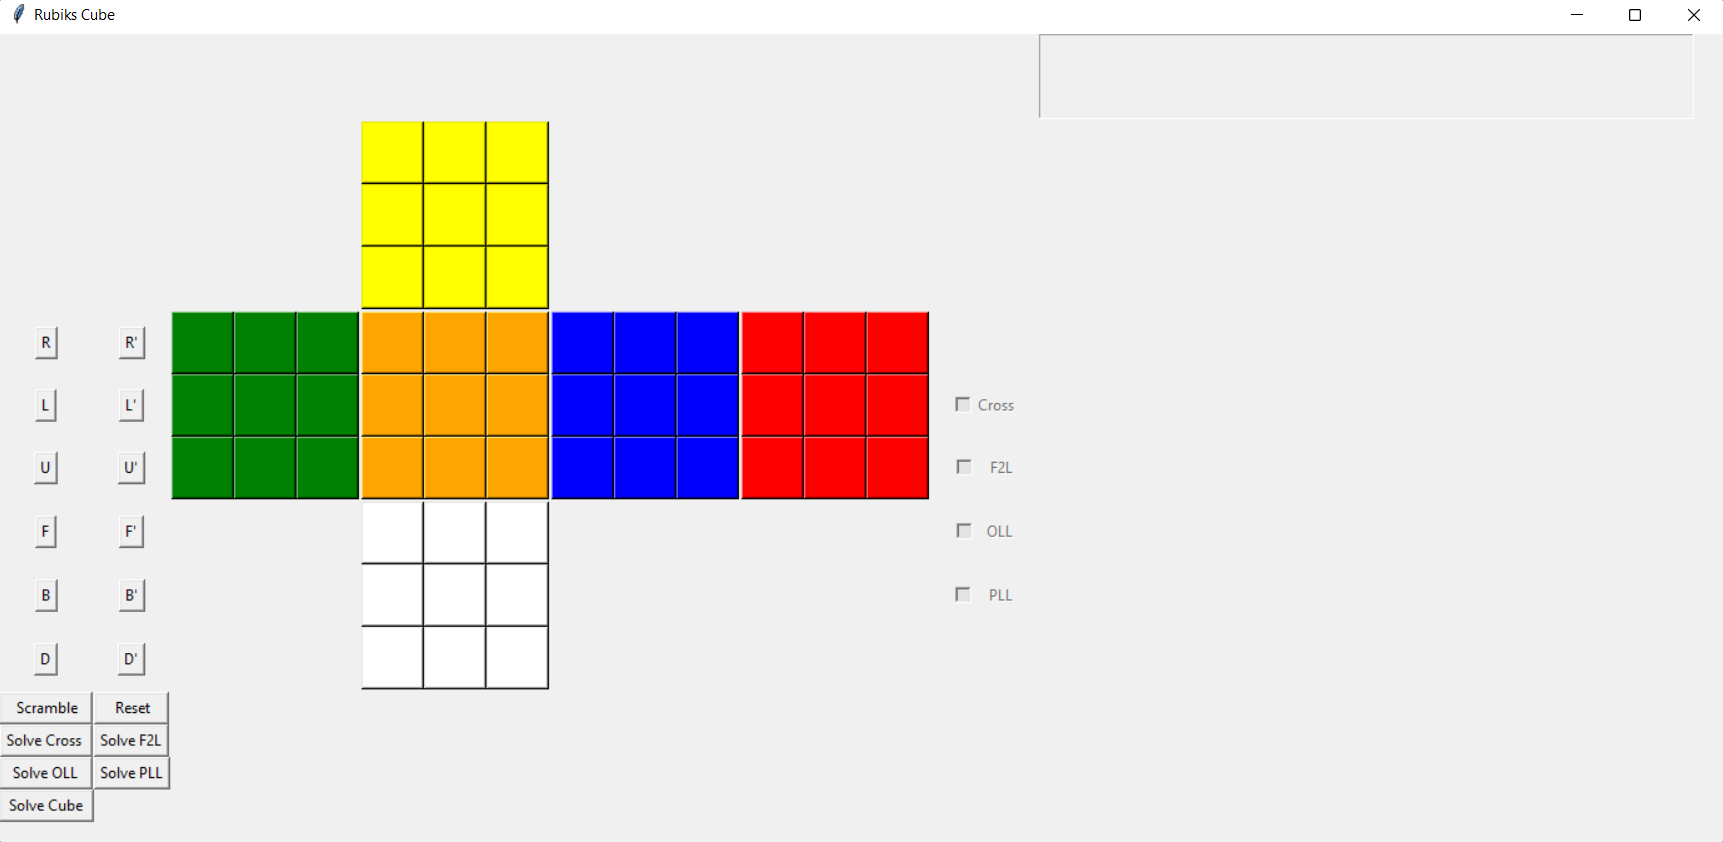 Rubiks Cube
R R'
L L'
Cross
U U'
F2L
F F'
OLL
B B'
PLL
D D'
Scramble Reset
Solve Cross Solve F2L
Solve OLL Solve PLL
Solve Cube